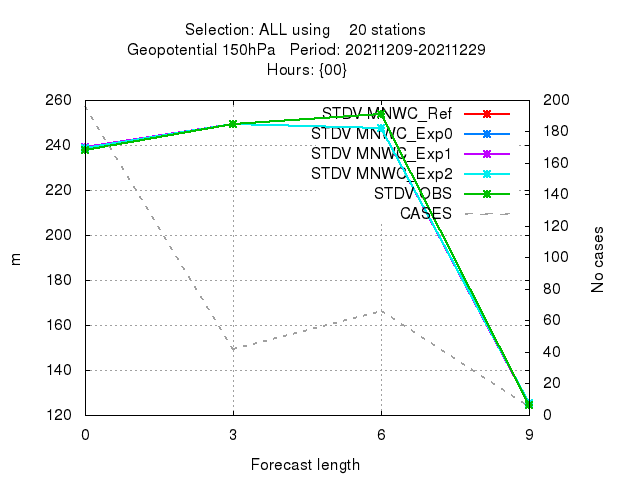 Selection: ALL using 20 stations
Geopotential 150hPa Period: 20211209-20211229
Hours: {00}
260 200
STDV MNWC_Ref
240 180
STDV MNWC_Exp0
STDV MNWC_Exp1
160
220 STDV MNWC_Exp2
140
STDV OBS
200 CASES 120
m
180 100
No cases
160 80
60
140 40
20
120 0
0 3 6 9
Forecast length